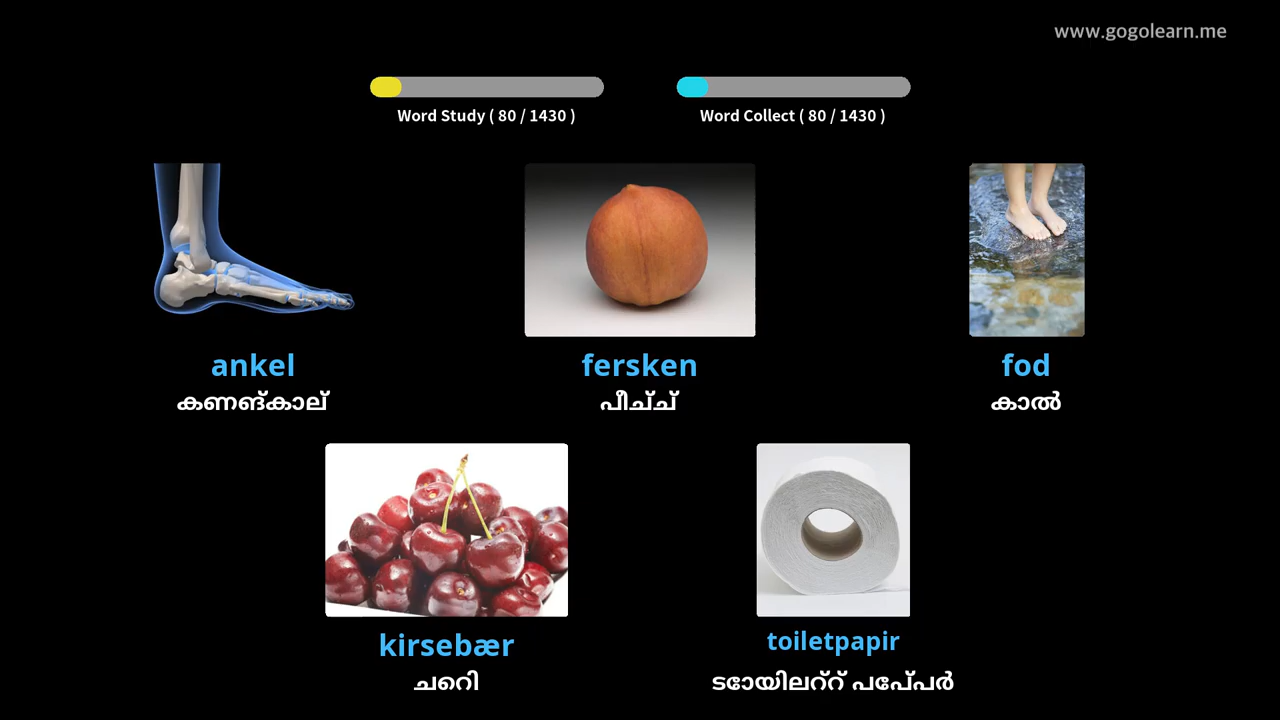 www.gogolearn.me
Word Study ( 80 / 1430 )
Word Collect ( 80 / 1430 )
ankel
കണങ്കാല്
fersken
പീച്ച്
fod
കാൽ
kirsebær
ചെറി
toiletpapir
ടോയിലറ്റ് പേപ്പർ